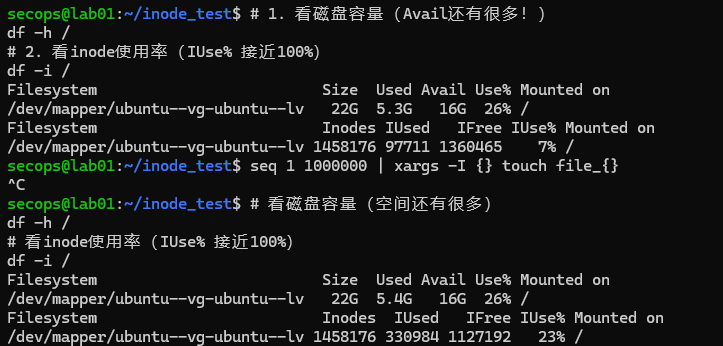 secops@lab01:~/inode_test$ # 1. 看磁盘容量（Avail还有很多！）
df -h /
# 2. 看inode使用率（IUse% 接近100%）
df -i /
Filesystem                         Size  Used Avail Use% Mounted on
/dev/mapper/ubuntu--vg-ubuntu--lv   22G  5.3G   16G  26% /
Filesystem                         Inodes IUsed   IFree IUse% Mounted on
/dev/mapper/ubuntu--vg-ubuntu--lv 1458176 97711 1360465    7% /
secops@lab01:~/inode_test$ seq 1 1000000 | xargs -I {} touch file_{}
^C
secops@lab01:~/inode_test$ # 看磁盘容量（空间还有很多）
df -h /
# 看inode使用率（IUse% 接近100%）
df -i /
Filesystem                         Size  Used Avail Use% Mounted on
/dev/mapper/ubuntu--vg-ubuntu--lv   22G  5.4G   16G  26% /
Filesystem                         Inodes  IUsed   IFree IUse% Mounted on
/dev/mapper/ubuntu--vg-ubuntu--lv 1458176 330984 1127192   23% /